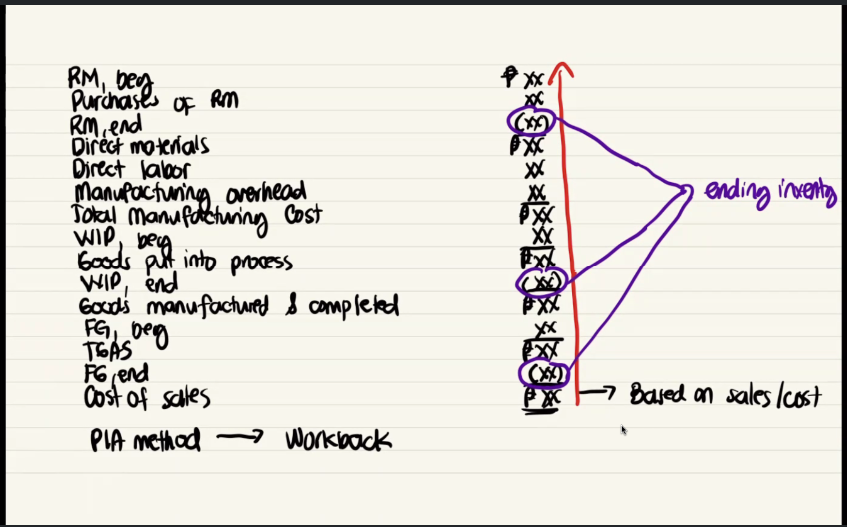 RM, beg ₱ xx
Purchases of RM xx
RM, end (xx)
Direct materials ₱ xx
Direct labor xx
Manufacturing overhead xx
Total Manufacturing Cost ₱ xx
WIP, beg xx
Goods put into process ₱ xx
WIP, end (xx)
Goods manufactured & completed ₱ xx
FG, beg xx
TGAS ₱ xx
FG, end (xx)
Cost of sales ₱ xx → Based on sales/cost
ending inventory
PIA method → Workback